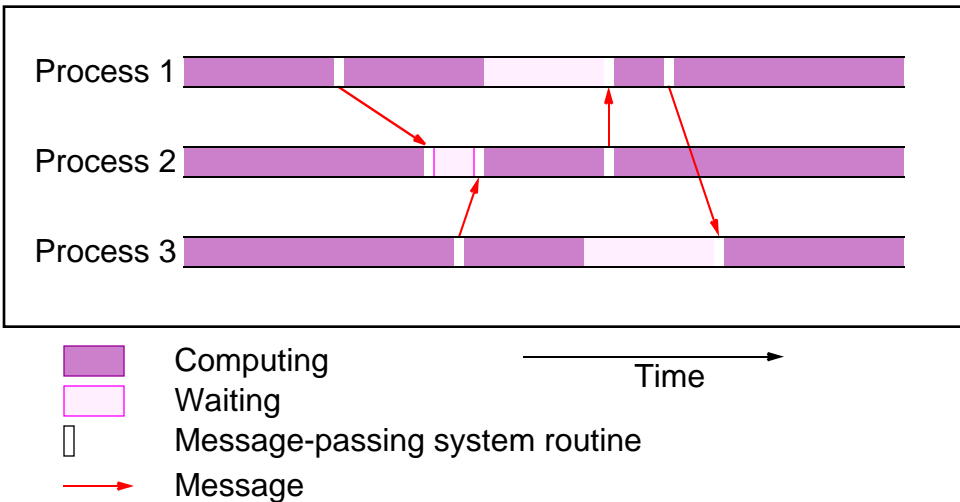 Process 1
Process 2
Process 3
Computing
Time
Waiting
Message-passing system routine
Message